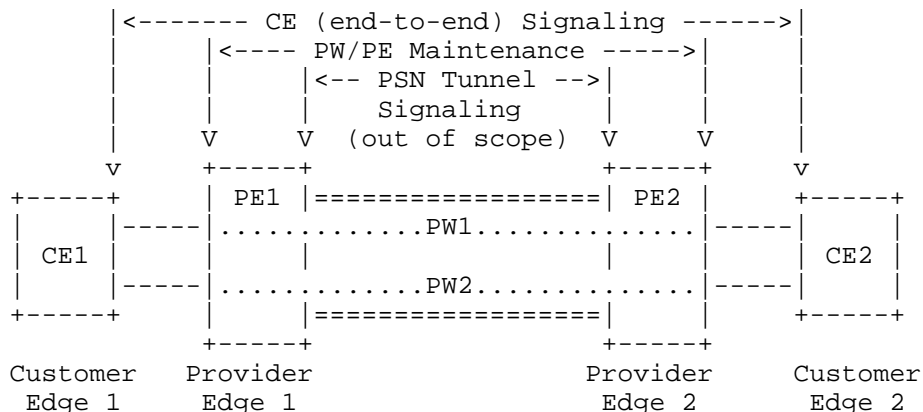 |<------- CE (end-to-end) Signaling ------>|
|     |<---- PW/PE Maintenance ----->|     |
|     |     |<-- PSN Tunnel -->|     |     |
|     |     |    Signaling     |     |     |
|     V     V  (out of scope)  V     V     |
v     +-----+                  +-----+     v
+-----+     | PE1 |==================| PE2 |     +-----+
|     |-----|.............PW1..............|-----|     |
| CE1 |     |     |                  |     |     | CE2 |
|     |-----|.............PW2..............|-----|     |
+-----+     |     |==================|     |     +-----+
+-----+                  +-----+
Customer   Provider                 Provider    Customer
Edge 1     Edge 1                   Edge 2      Edge 2